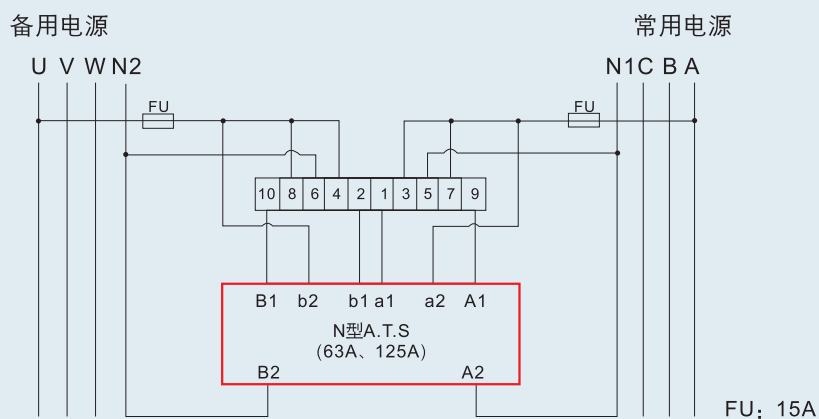 备用电源 常用电源
U V W N2 N1 C B A
FU FU
10 8 6 4 2 1 3 5 7 9
B1 b2 b1 a1 a2 A1
N型A.T.S
(63A、125A)
B2 A2
FU：15A